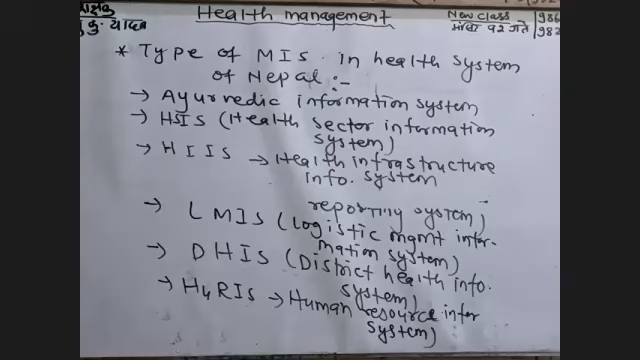 Health management
New class
* Type of MIS in health system
of Nepal :-
→ Ayurvedic information system
→ HSIS (Health sector information
system)
→ HIIS → Health infrastructure
info. system
reporting system)
→ LMIS (Logistic mgmt infor-
mation system)
→ DHIS (District health info.
system)
→ HuRIS → Human resource infor
system)